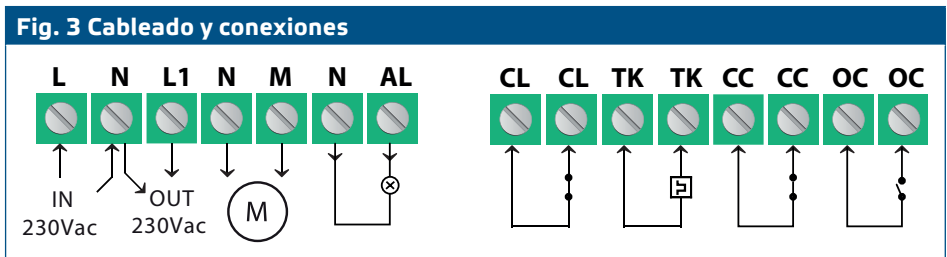 Fig. 3 Cableado y conexiones
L N L1 N M N AL CL CL TK TK CC CC OC OC
IN OUT M
230Vac 230Vac